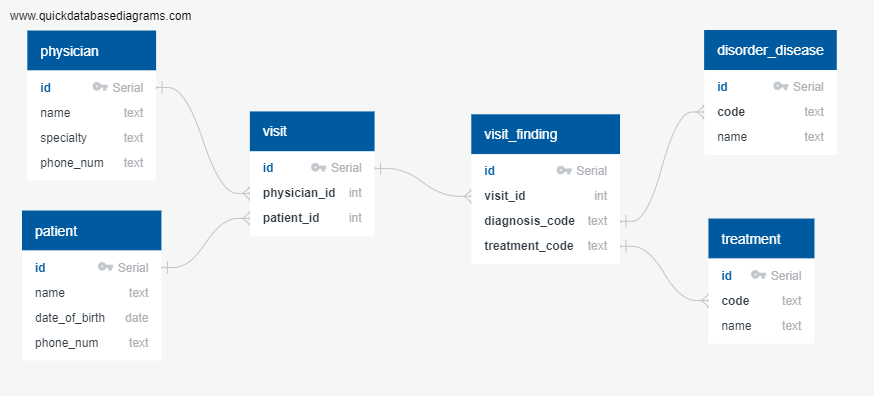 www.quickdatabasediagrams.com
physician
id Serial
name text
specialty text
phone_num text
patient
id Serial
name text
date_of_birth date
phone_num text
visit
id Serial
physician_id int
patient_id int
visit_finding
id Serial
visit_id int
diagnosis_code text
treatment_code text
disorder_disease
id Serial
code text
name text
treatment
id Serial
code text
name text